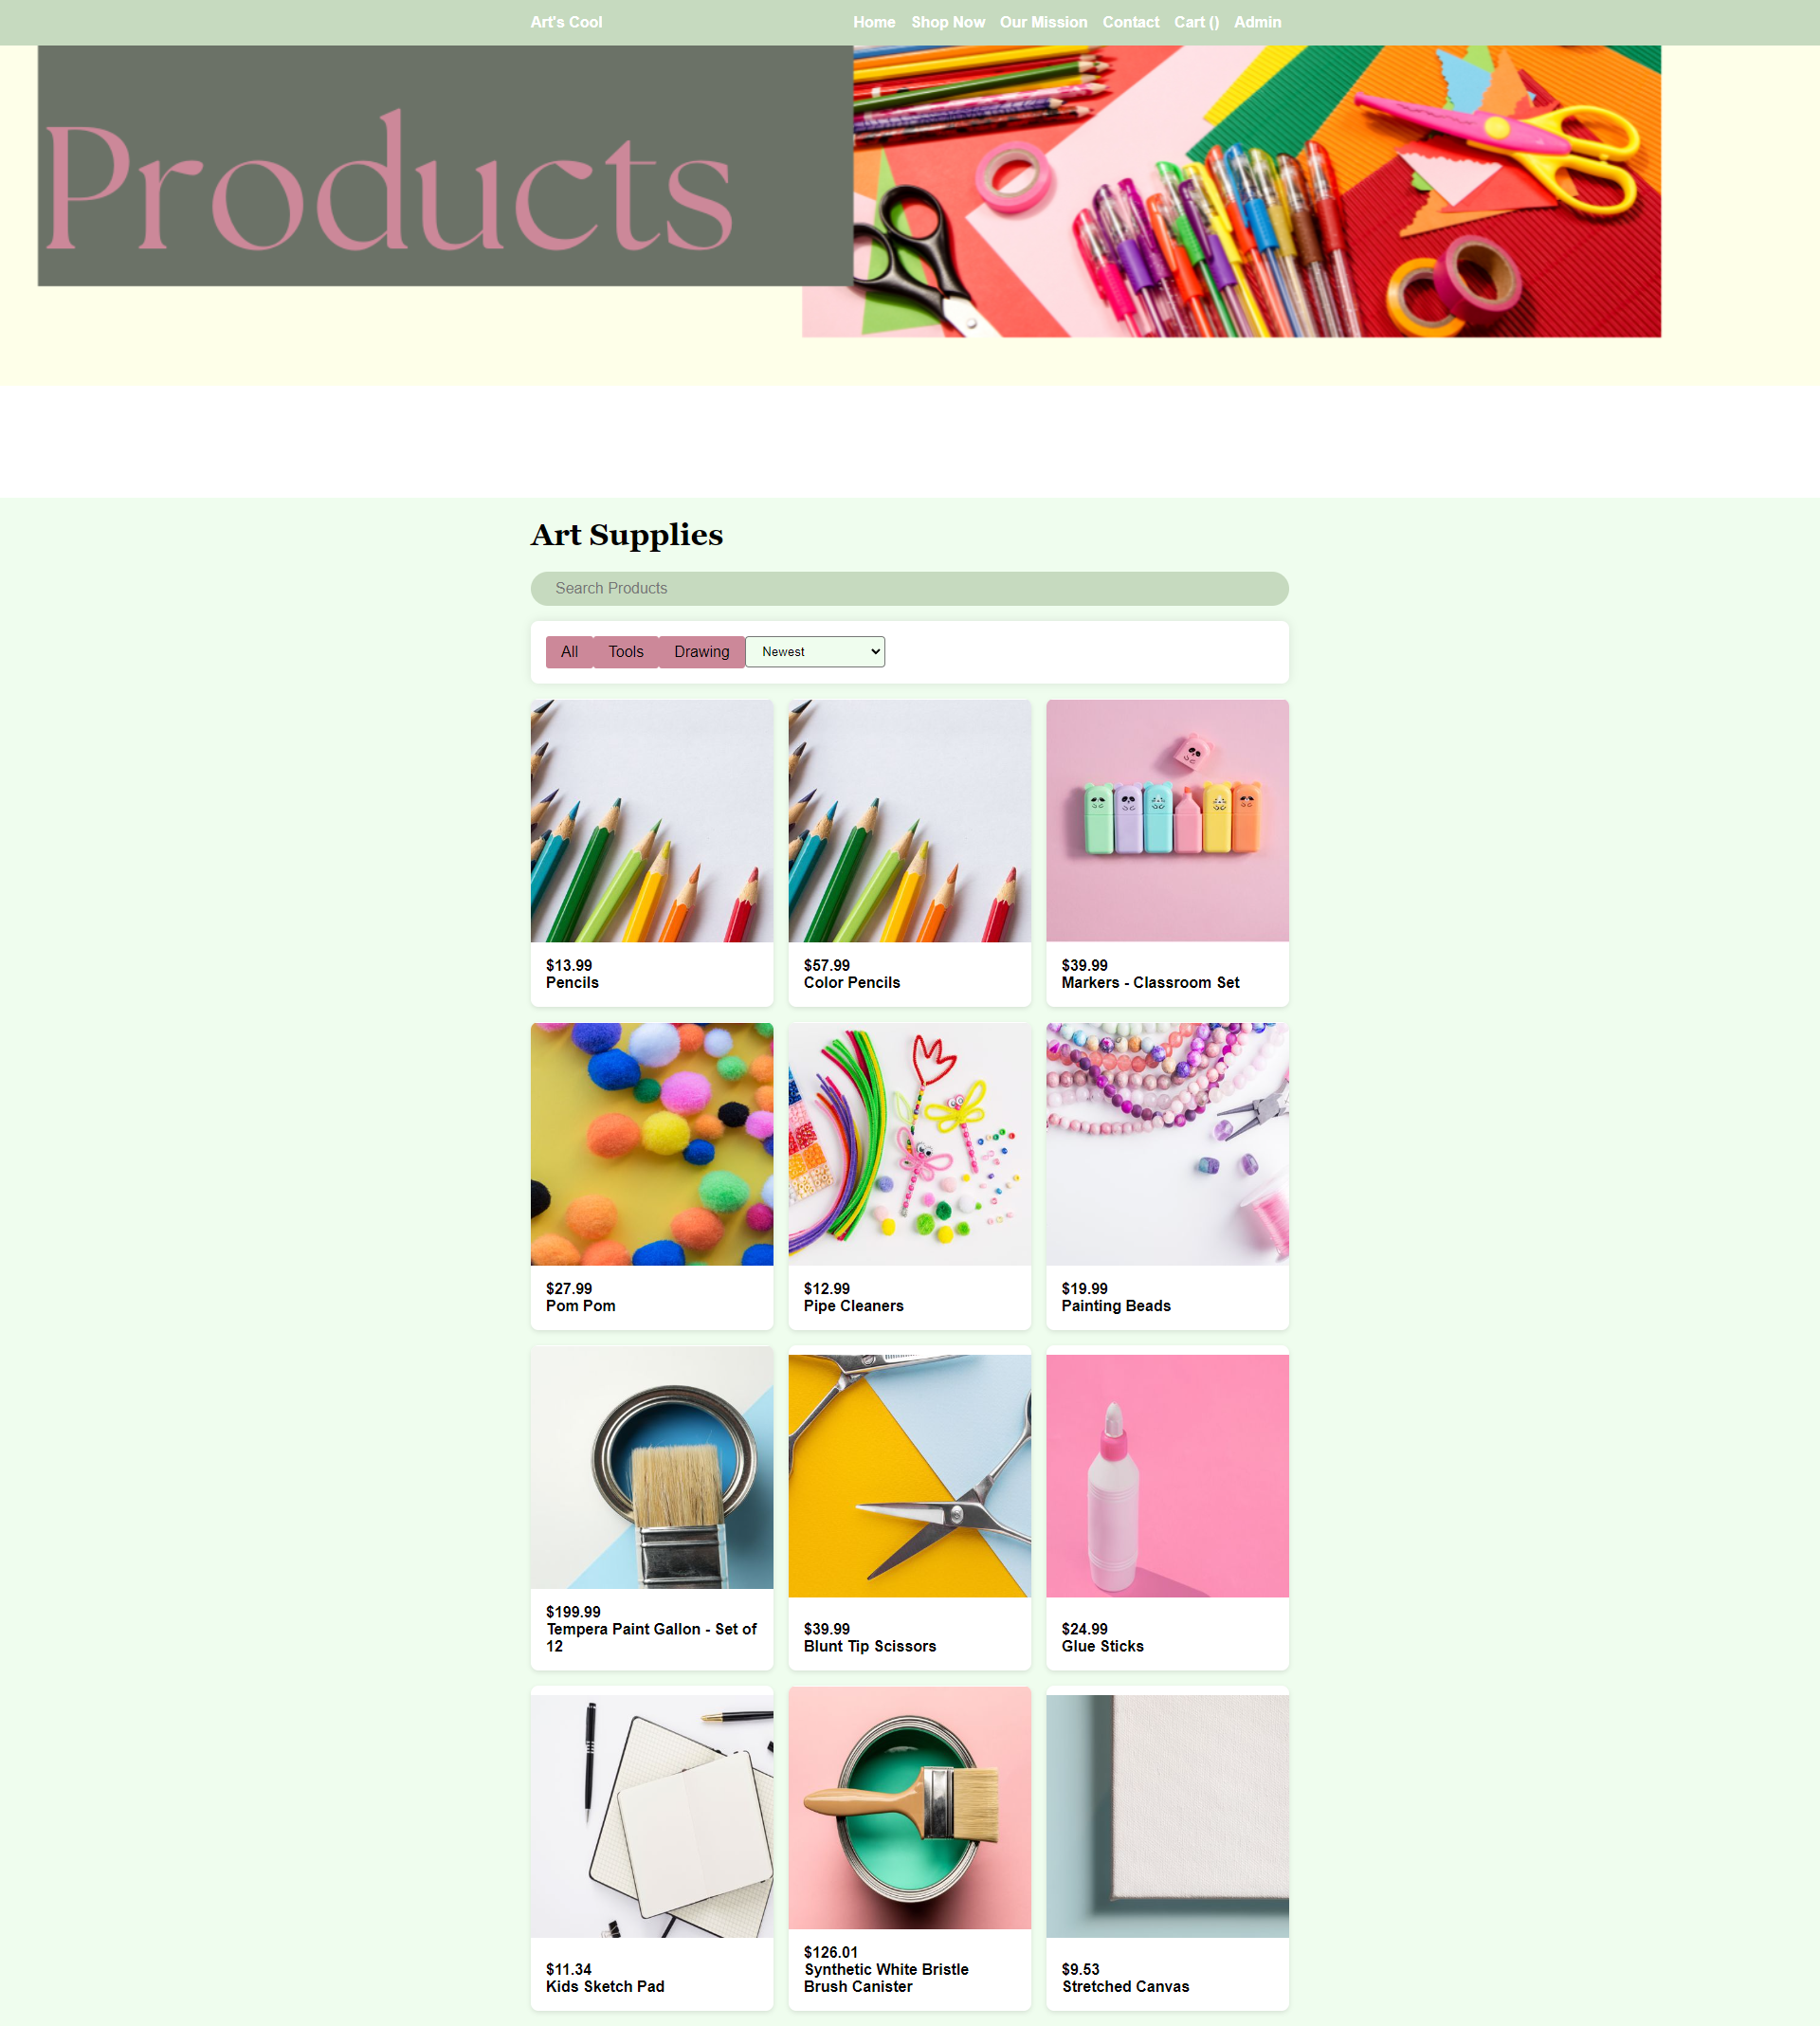 Art's Cool
Home Shop Now Our Mission Contact Cart () Admin
Products
Art Supplies
Search Products
All Tools Drawing Newest
$13.99
Pencils
$57.99
Color Pencils
$39.99
Markers - Classroom Set
$27.99
Pom Pom
$12.99
Pipe Cleaners
$19.99
Painting Beads
$199.99
Tempera Paint Gallon - Set of
12
$39.99
Blunt Tip Scissors
$24.99
Glue Sticks
$11.34
Kids Sketch Pad
$126.01
Synthetic White Bristle
Brush Canister
$9.53
Stretched Canvas